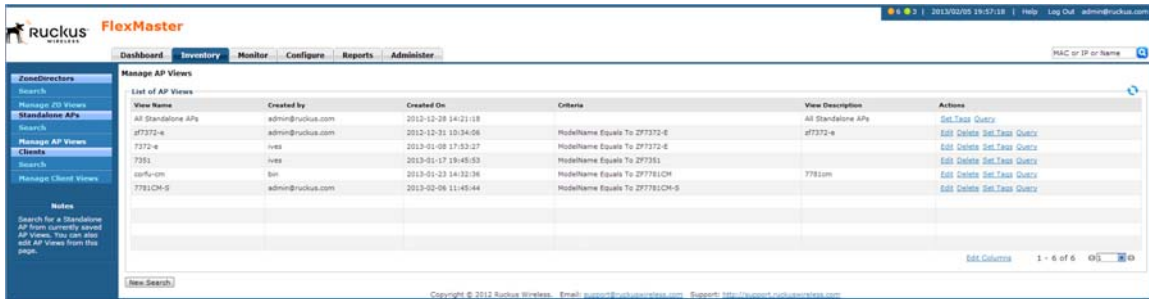 6 3 | 2013/02/05 19:57:18 | Help Log Out admin@ruckus.com
Ruckus WIRELESS FlexMaster
Dashboard Inventory Monitor Configure Reports Administer
MAC or IP or Name
ZoneDirectors
Search
Manage ZD Views
Standalone APs
Search
Manage AP Views
Clients
Search
Manage Client Views
Notes
Search for a Standalone
AP from currently saved
AP Views. You can also
edit AP Views from this
page.
Manage AP Views
List of AP Views
View Name Created by Created On Criteria View Description Actions
All Standalone APs admin@ruckus.com 2012-12-28 14:21:18 All Standalone APs Set Tags Query
zf7372-e admin@ruckus.com 2012-12-31 10:34:06 ModelName Equals To ZF7372-E zf7372-e Edit Delete Set Tags Query
7372-e ives 2013-01-08 17:53:27 ModelName Equals To ZF7372-E Edit Delete Set Tags Query
7351 ives 2013-01-17 19:45:53 ModelName Equals To ZF7351 Edit Delete Set Tags Query
corfu-cm bin 2013-01-23 14:32:36 ModelName Equals To ZF7781CM 7781cm Edit Delete Set Tags Query
7781CM-S admin@ruckus.com 2013-02-06 11:45:44 ModelName Equals To ZF7781CM-S Edit Delete Set Tags Query
Edit Columns 1 - 6 of 6 1
New Search
Copyright © 2012 Ruckus Wireless. Email: support@ruckuswireless.com Support: http://support.ruckuswireless.com